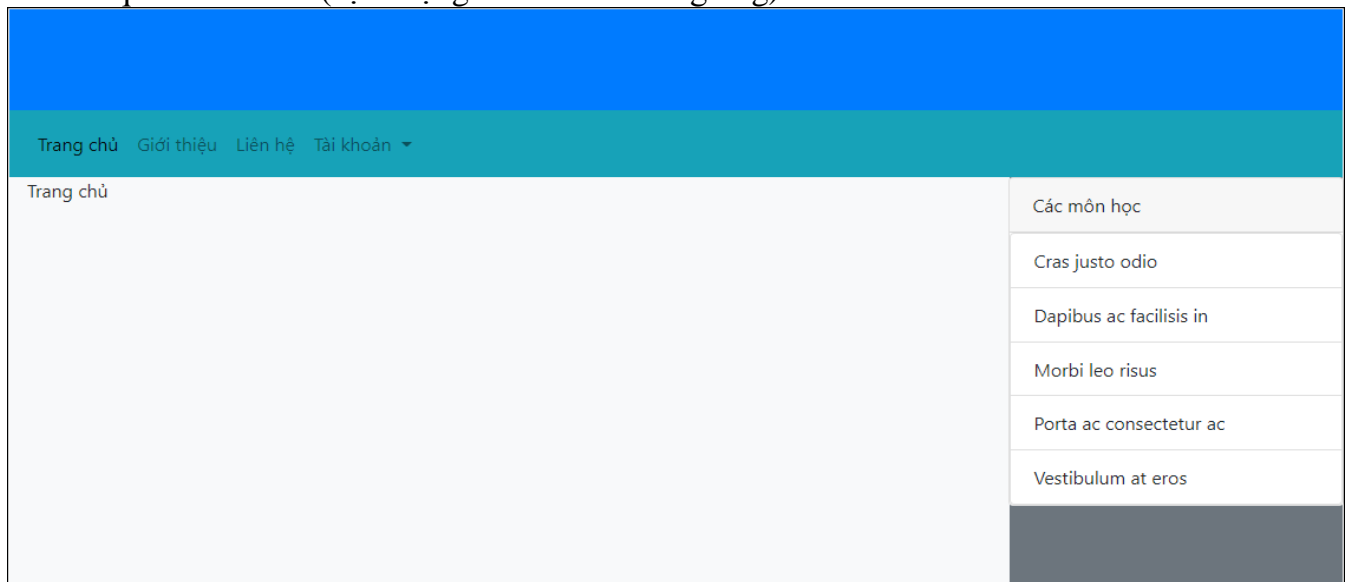 Trang chủ Giới thiệu Liên hệ Tài khoản
Trang chủ
Các môn học
Cras justo odio
Dapibus ac facilisis in
Morbi leo risus
Porta ac consectetur ac
Vestibulum at eros